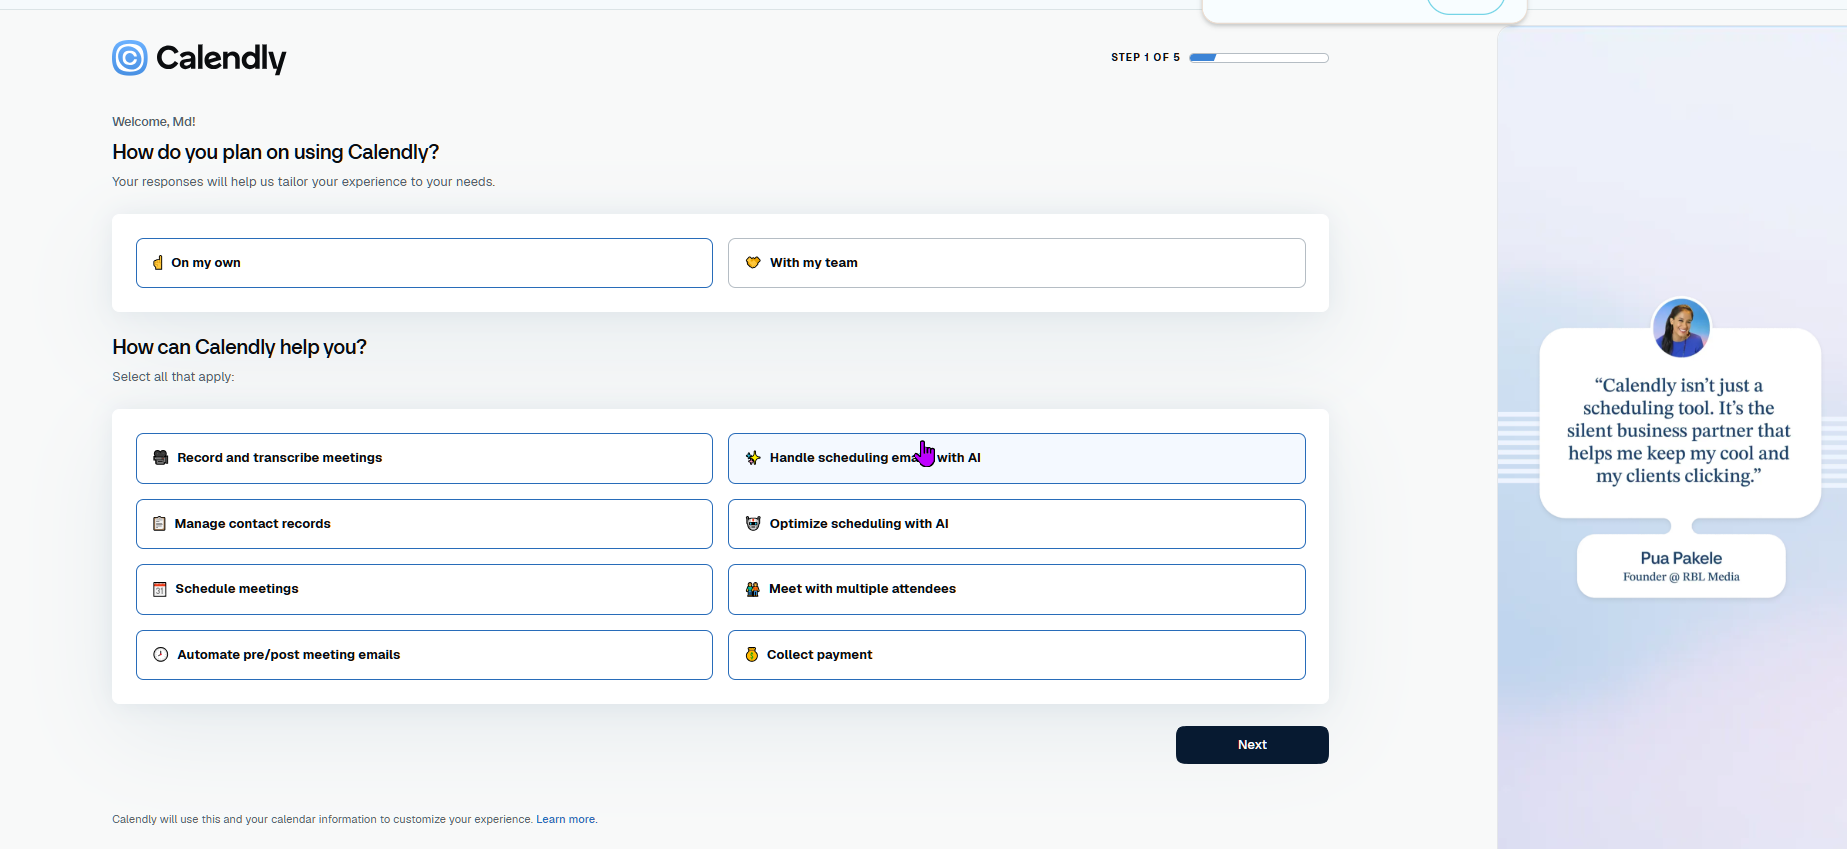 Calendly
STEP 1 OF 5
Welcome, Md!
How do you plan on using Calendly?
Your responses will help us tailor your experience to your needs.
On my own
With my team
How can Calendly help you?
Select all that apply:
Record and transcribe meetings
Handle scheduling ema with AI
Manage contact records
Optimize scheduling with AI
Schedule meetings
Meet with multiple attendees
Automate pre/post meeting emails
Collect payment
Next
Calendly will use this and your calendar information to customize your experience. Learn more.
“Calendly isn’t just a
scheduling tool. It’s the
silent business partner that
helps me keep my cool and
my clients clicking.”
Pua Pakele
Founder @ RBL Media